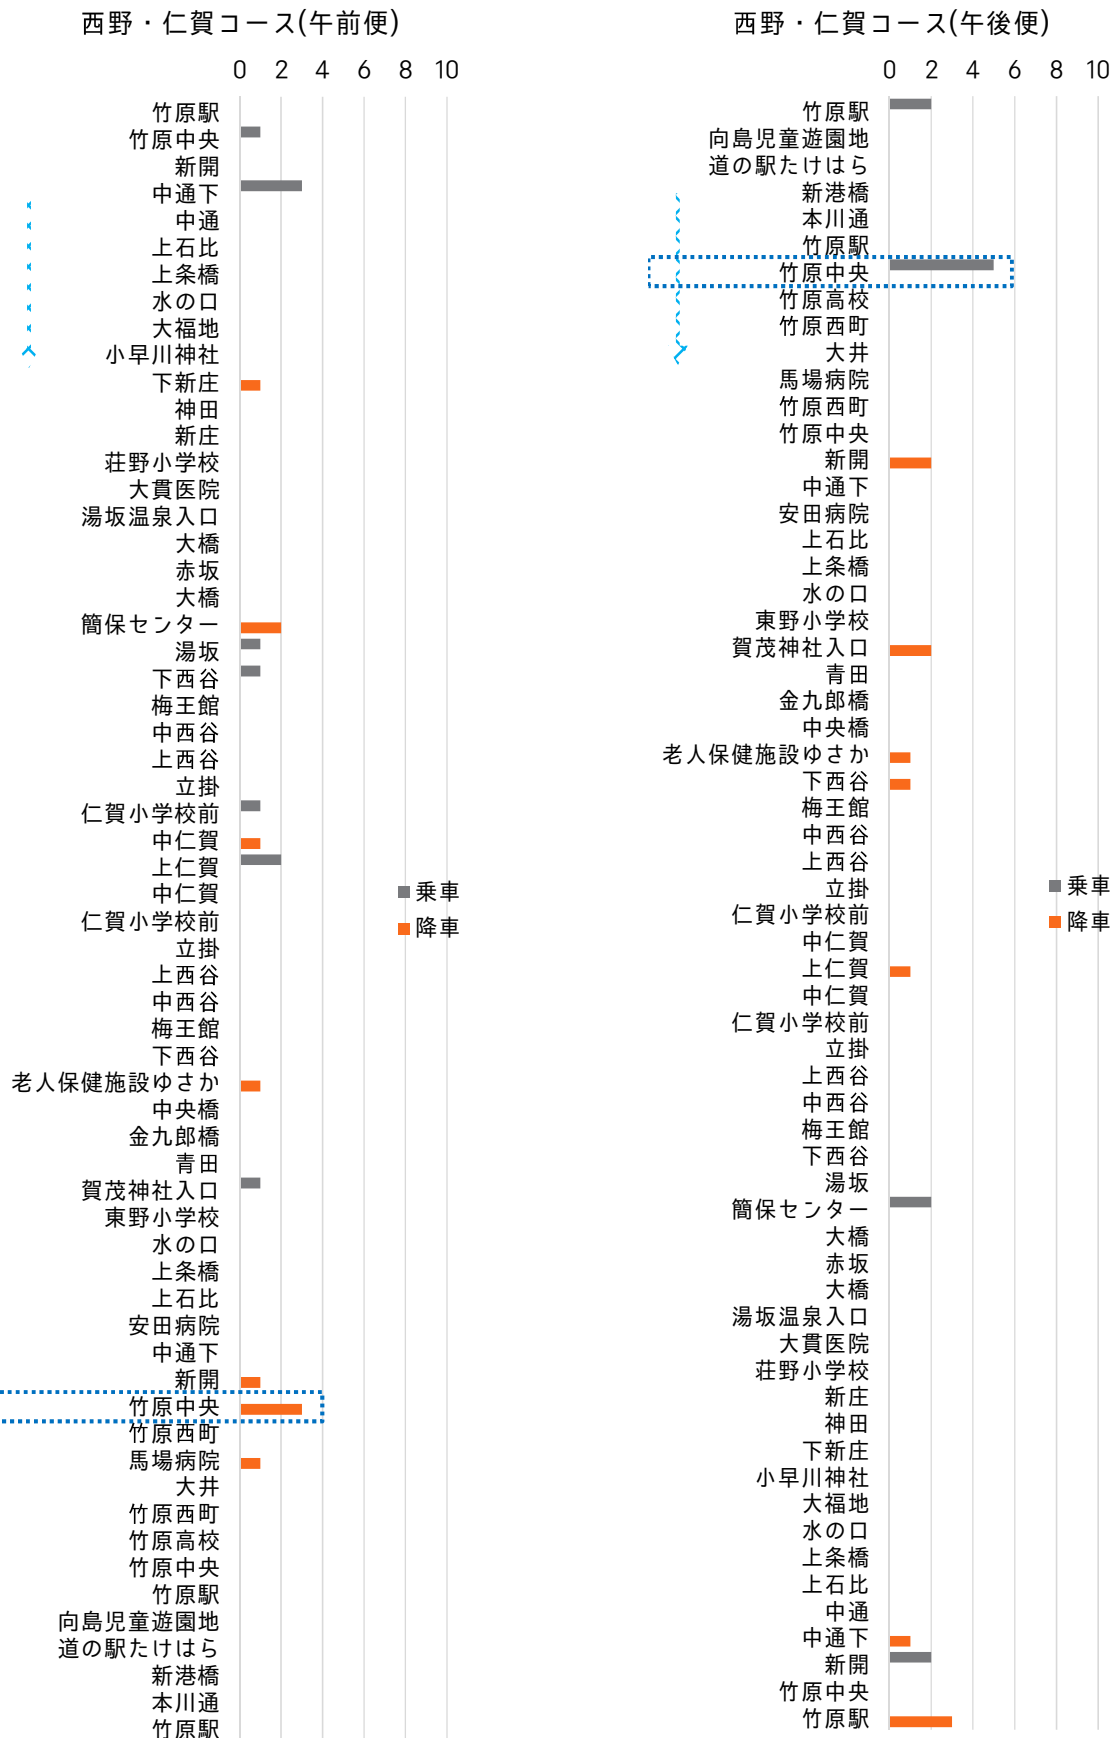 西野・仁賀コース(午前便)
0 2 4 6 8 10
竹原駅
竹原中央
新開
中通下
中通
上石比
上条橋
水の口
大福地
小早川神社
下新庄
神田
新庄
荘野小学校
大貫医院
湯坂温泉入口
大橋
赤坂
大橋
簡保センター
湯坂
下西谷
梅王館
中西谷
上西谷
立掛
仁賀小学校前
中仁賀
上仁賀
中仁賀
仁賀小学校前
立掛
上西谷
中西谷
梅王館
下西谷
老人保健施設ゆさか
中央橋
金九郎橋
青田
賀茂神社入口
東野小学校
水の口
上条橋
上石比
安田病院
中通下
新開
竹原中央
竹原西町
馬場病院
大井
竹原西町
竹原高校
竹原中央
竹原駅
向島児童遊園地
道の駅たけはら
新港橋
本川通
竹原駅
乗車
降車
西野・仁賀コース(午後便)
0 2 4 6 8 10
竹原駅
向島児童遊園地
道の駅たけはら
新港橋
本川通
竹原駅
竹原中央
竹原高校
竹原西町
大井
馬場病院
竹原西町
竹原中央
新開
中通下
安田病院
上石比
上条橋
水の口
東野小学校
賀茂神社入口
青田
金九郎橋
中央橋
老人保健施設ゆさか
下西谷
梅王館
中西谷
上西谷
立掛
仁賀小学校前
中仁賀
上仁賀
中仁賀
仁賀小学校前
立掛
上西谷
中西谷
梅王館
下西谷
湯坂
簡保センター
大橋
赤坂
大橋
湯坂温泉入口
大貫医院
荘野小学校
新庄
神田
下新庄
小早川神社
大福地
水の口
上条橋
上石比
中通
中通下
新開
竹原中央
竹原駅
乗車
降車